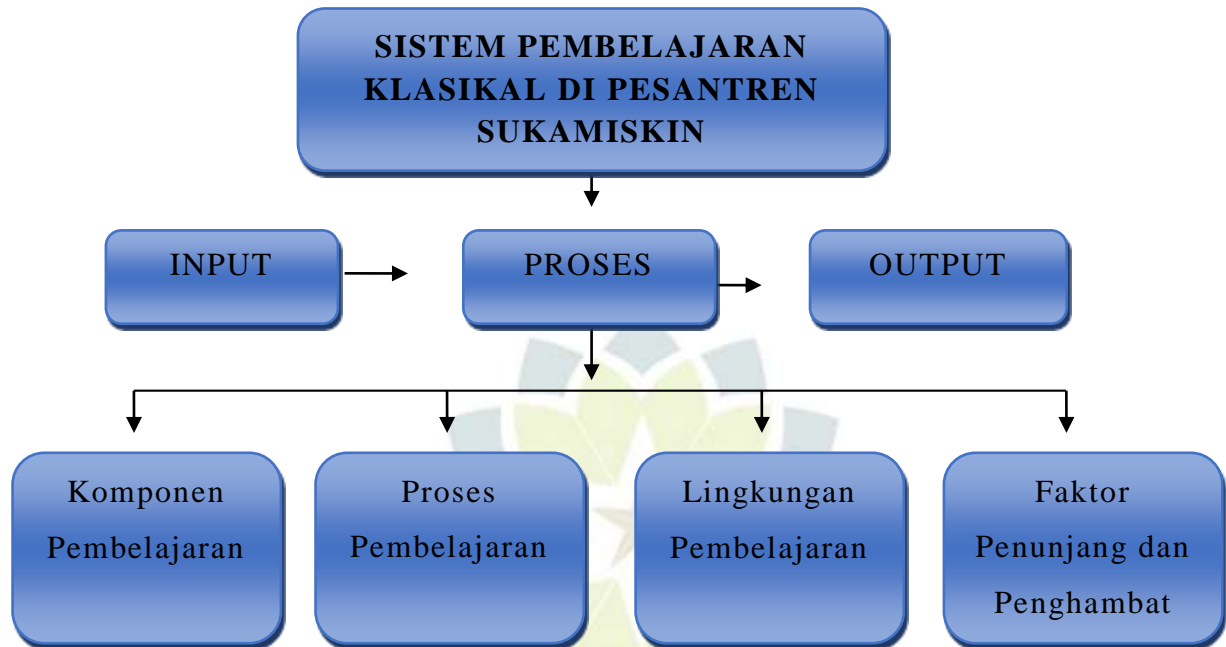 SISTEM PEMBELAJARAN
KLASIKAL DI PESANTREN
SUKAMISKIN
INPUT
PROSES
OUTPUT
Komponen
Pembelajaran
Proses
Pembelajaran
Lingkungan
Pembelajaran
Faktor
Penunjang dan
Penghambat